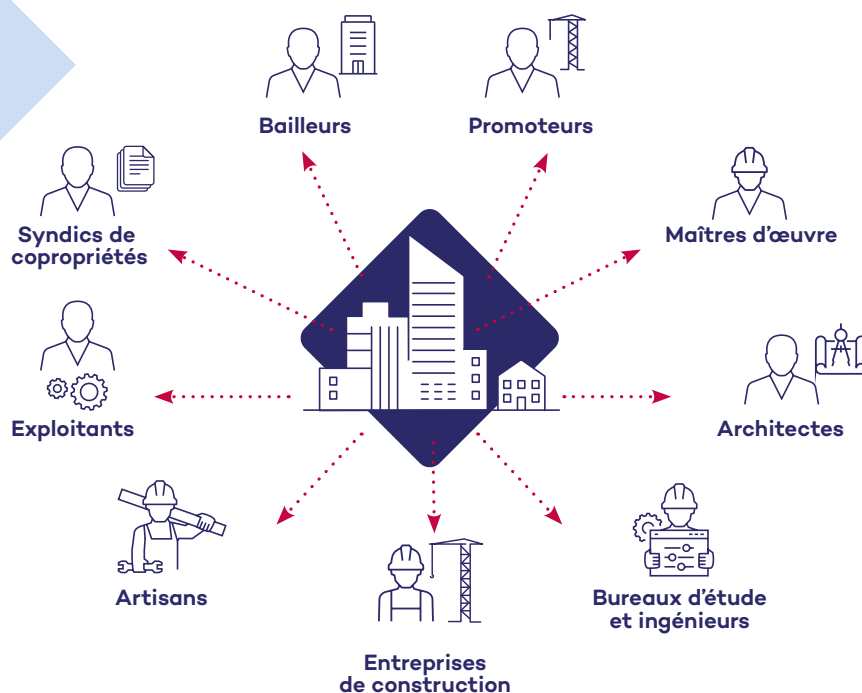 Bailleurs
Promoteurs
Syndics de
copropriétés
Maîtres d'œuvre
Exploitants
Architectes
Artisans
Bureaux d'étude
et ingénieurs
Entreprises
de construction